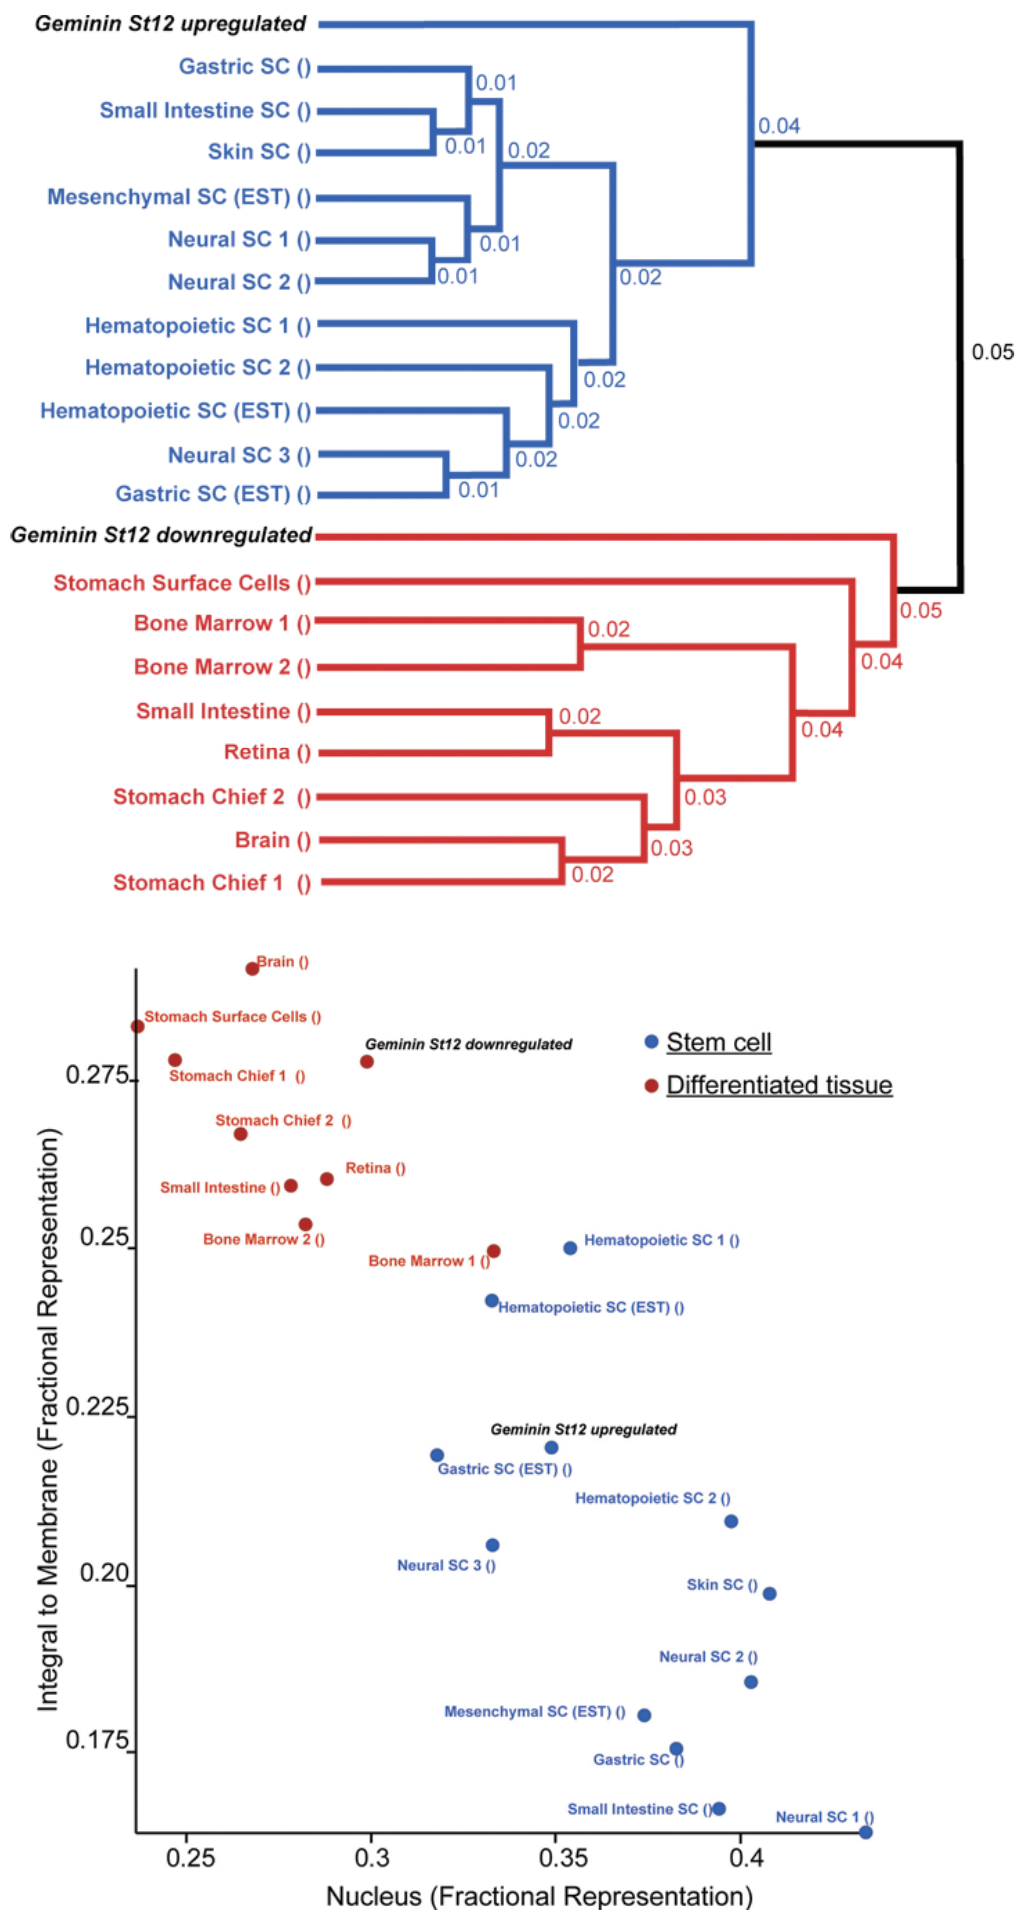 Geminin St12 upregulated
Gastric SC ()
0.01
Small Intestine SC ()
0.04
0.01
0.02
Skin SC ()
Mesenchymal SC (EST) ()
Neural SC 1 ()
0.01
Neural SC 2 ()
0.01
0.02
Hematopoietic SC 1 ()
0.05
Hematopoietic SC 2 ()
0.02
Hematopoietic SC (EST) ()
0.02
Neural SC 3 ()
0.02
Gastric SC (EST) ()
0.01
Geminin St12 downregulated
Stomach Surface Cells ()
0.05
Bone Marrow 1 ()
0.02
Bone Marrow 2 ()
0.04
Small Intestine ()
0.02
0.04
Retina ()
Stomach Chief 2 ()
0.03
Brain ()
0.03
Stomach Chief 1 ()
0.02
Brain ()
Stomach Surface Cells ()
Geminin St12 downregulated
Stem cell
0.275
Stomach Chief 1 ()
Differentiated tissue
Stomach Chief 2 ()
Retina ()
Small Intestine ()
Bone Marrow 2 ()
0.25
Hematopoietic SC 1 ()
Bone Marrow 1 ()
Hematopoietic SC (EST) ()
0.225
Geminin St12 upregulated
Gastric SC (EST) ()
Hematopoietic SC 2 ()
Neural SC 3 ()
0.20
Skin SC ()
Neural SC 2 ()
Mesenchymal SC (EST) ()
0.175
Gastric SC ()
Small Intestine SC ()
Neural SC 1 ()
Integral to Membrane (Fractional Representation)
0.25
0.3
0.35
0.4
Nucleus (Fractional Representation)